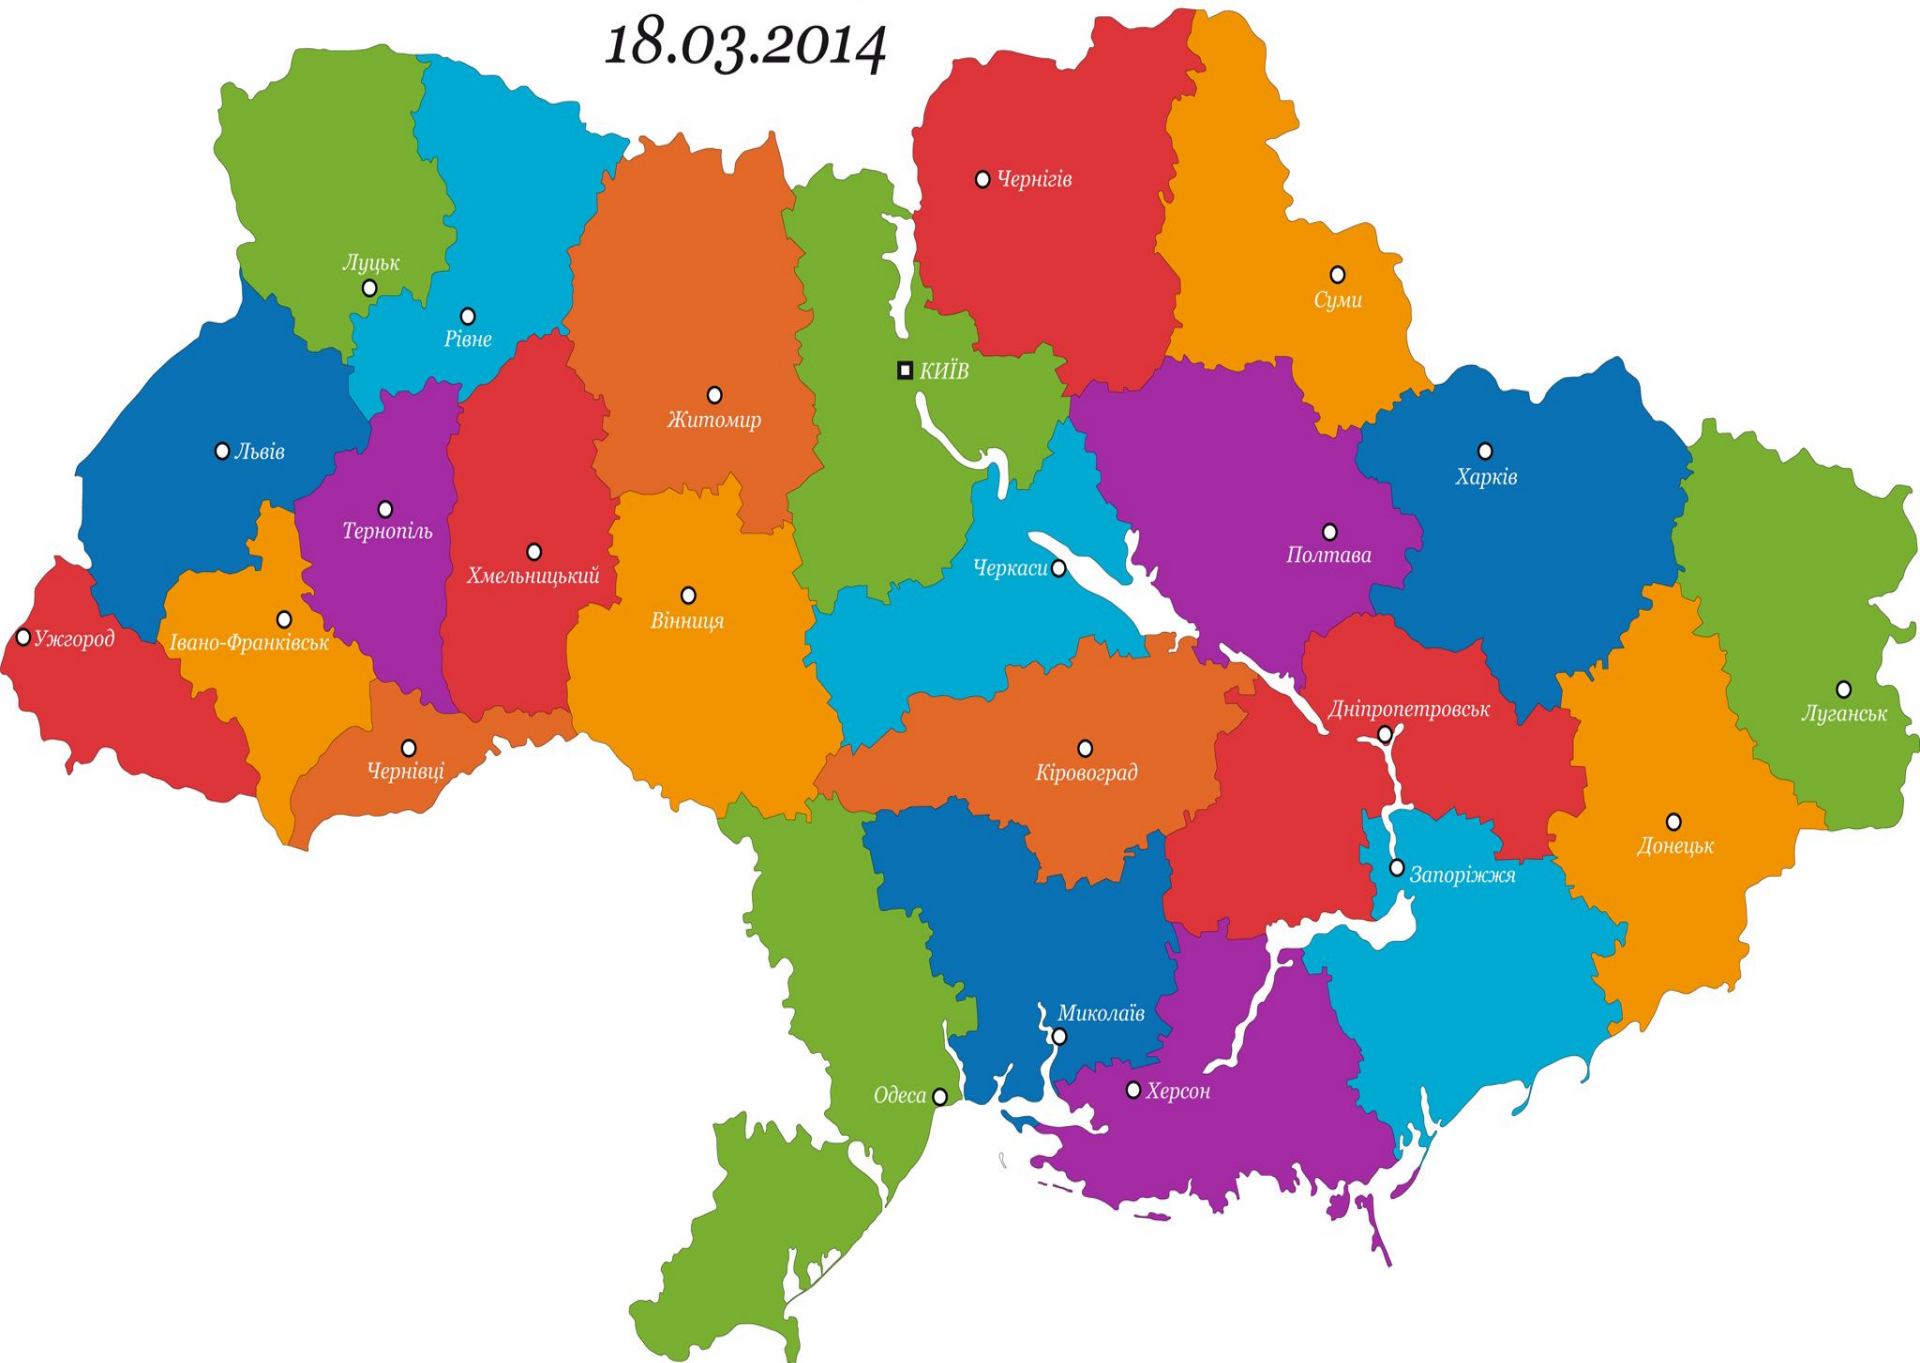 18.03.2014
Чернігів
Луцьк
Суми
Рівне
КИЇВ
Житомир
Львів
Харків
Тернопіль
Полтава
Черкаси
Хмельницький
Вінниця
Ужгород
Івано-Франківськ
Дніпропетровськ
Луганськ
Чернівці
Кіровоград
Донецьк
Запоріжжя
Миколаїв
Одеса
Херсон